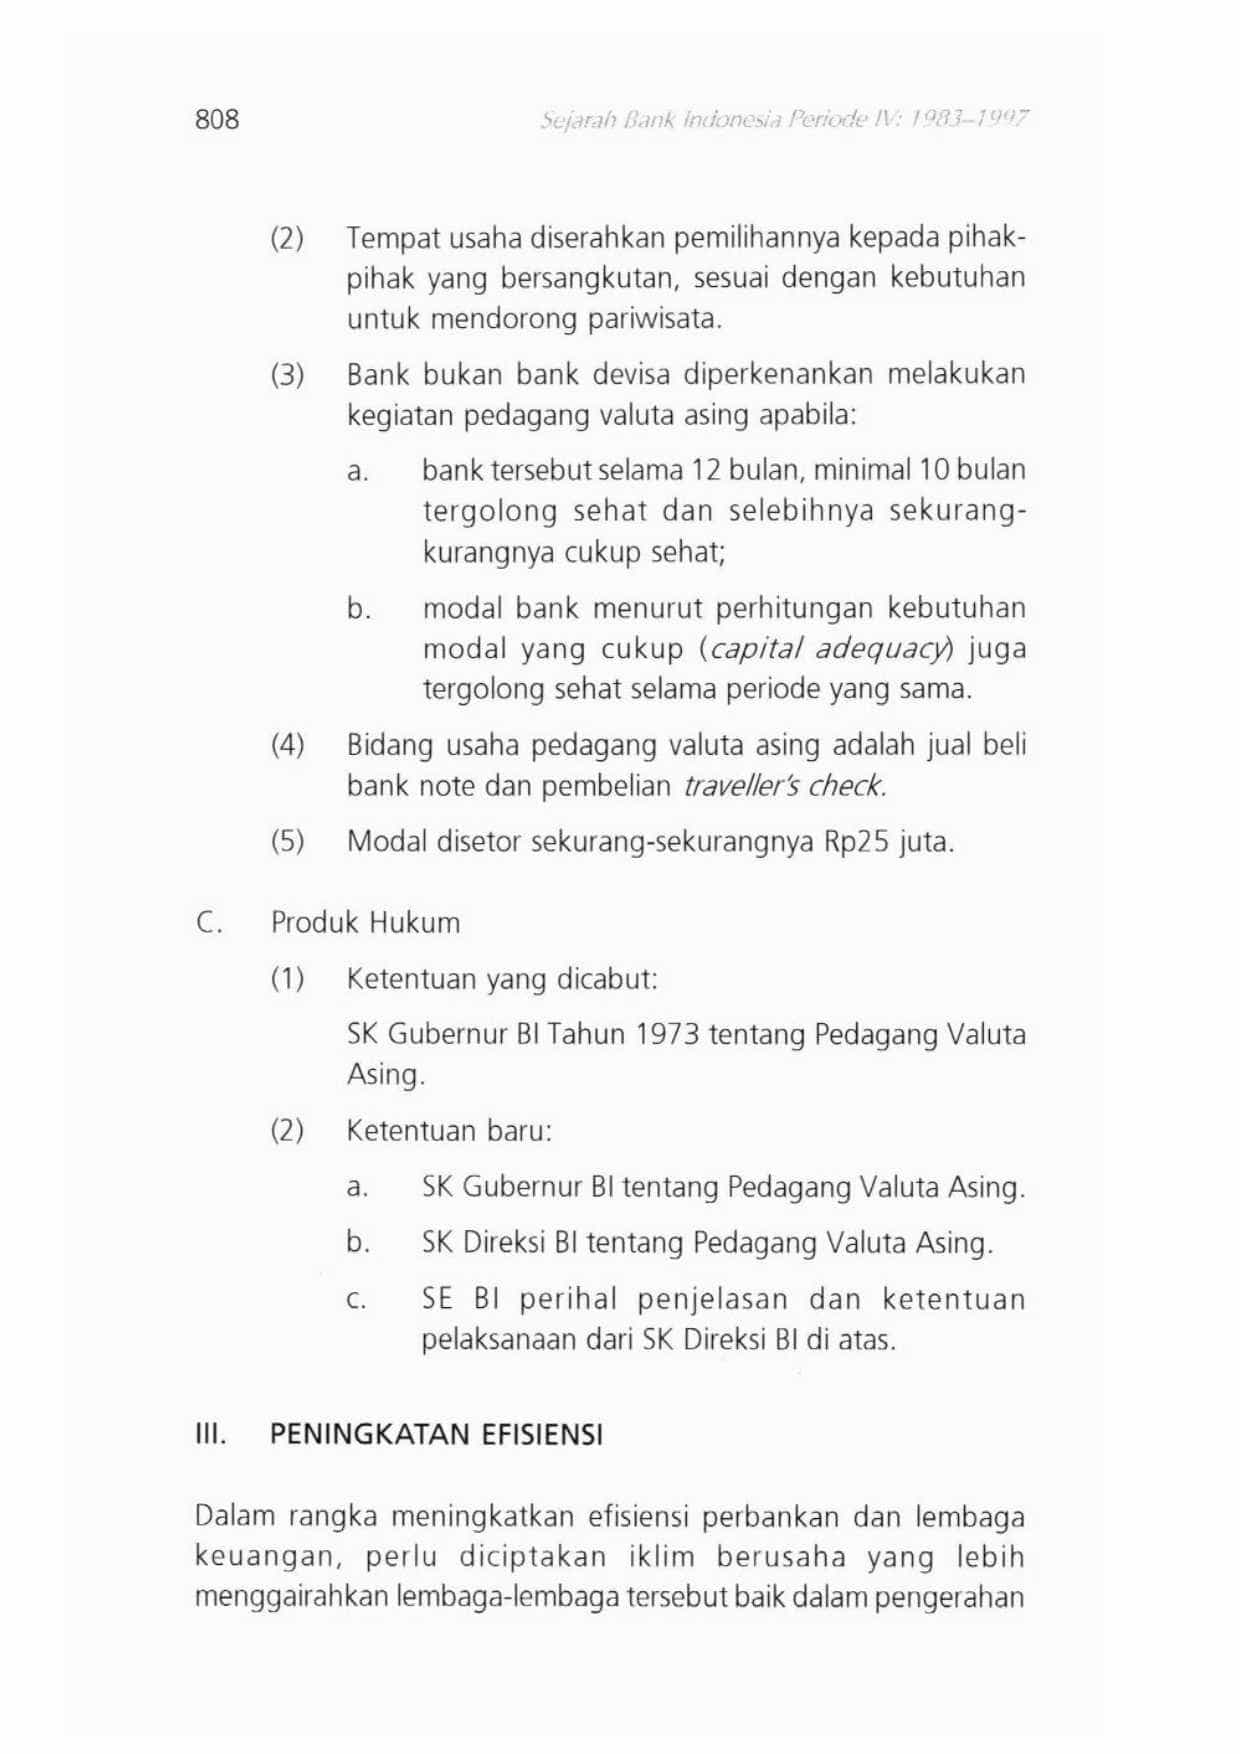 808
Sejarah Bank Indonesia Periode IV: 1983–1997
(2) Tempat usaha diserahkan pemilihannya kepada pihak-
pihak yang bersangkutan, sesuai dengan kebutuhan
untuk mendorong pariwisata.
(3) Bank bukan bank devisa diperkenankan melakukan
kegiatan pedagang valuta asing apabila:
a. bank tersebut selama 12 bulan, minimal 10 bulan
tergolong sehat dan selebihnya sekurang-
kurangnya cukup sehat;
b. modal bank menurut perhitungan kebutuhan
modal yang cukup (capital adequacy) juga
tergolong sehat selama periode yang sama.
(4) Bidang usaha pedagang valuta asing adalah jual beli
bank note dan pembelian traveller's check.
(5) Modal disetor sekurang-sekurangnya Rp25 juta.
C. Produk Hukum
(1) Ketentuan yang dicabut:
SK Gubernur BI Tahun 1973 tentang Pedagang Valuta
Asing.
(2) Ketentuan baru:
a. SK Gubernur BI tentang Pedagang Valuta Asing.
b. SK Direksi BI tentang Pedagang Valuta Asing.
c. SE BI perihal penjelasan dan ketentuan
pelaksanaan dari SK Direksi BI di atas.
III. PENINGKATAN EFISIENSI
Dalam rangka meningkatkan efisiensi perbankan dan lembaga
keuangan, perlu diciptakan iklim berusaha yang lebih
menggairahkan lembaga-lembaga tersebut baik dalam pengerahan